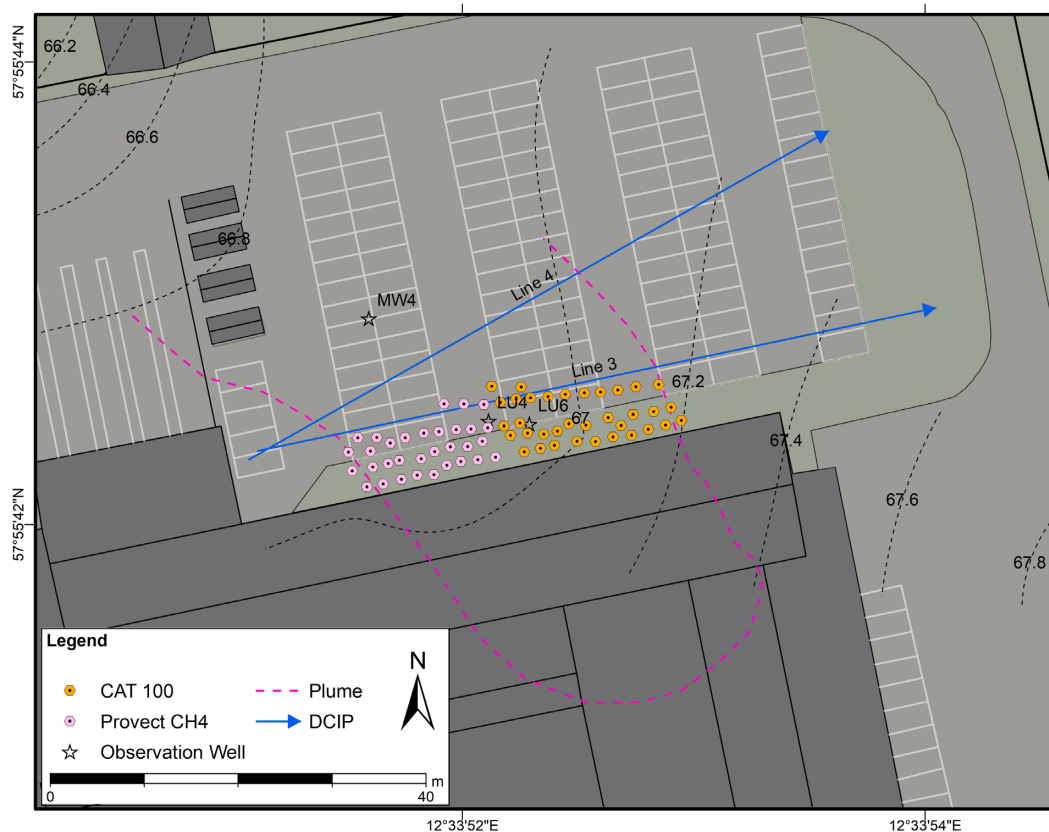 57°55'44"N
57°55'42"N
66.2
66.4
66.6
66.8
MW4
Line 4
Line 3
67.2
LU4
LU6
67
67.4
67.6
67.8
Legend
CAT 100
Plume
Provect CH4
DCIP
Observation Well
N
m
0
40
12°33'52"E
12°33'54"E